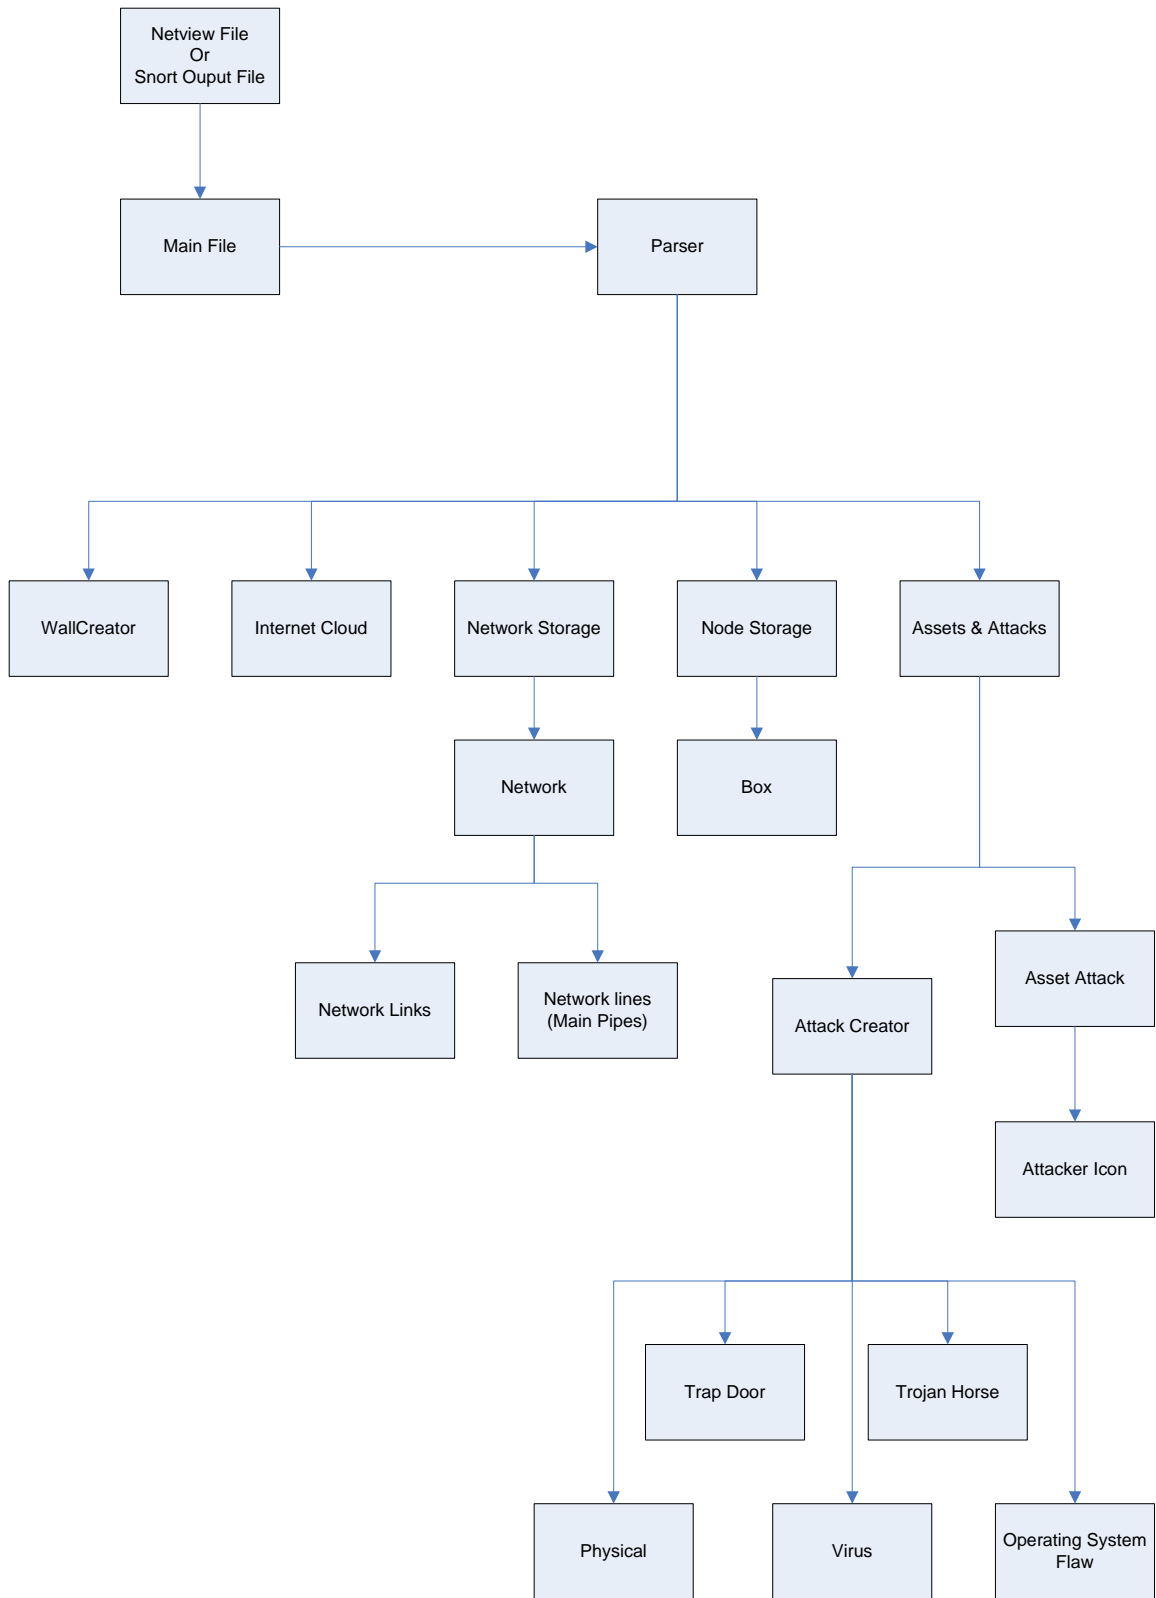 Netview File
Or
Snort Ouput File
Main File
Parser
WallCreator
Internet Cloud
Network Storage
Node Storage
Assets & Attacks
Network
Box
Network Links
Network lines
(Main Pipes)
Attack Creator
Asset Attack
Attacker Icon
Trap Door
Trojan Horse
Physical
Virus
Operating System
Flaw